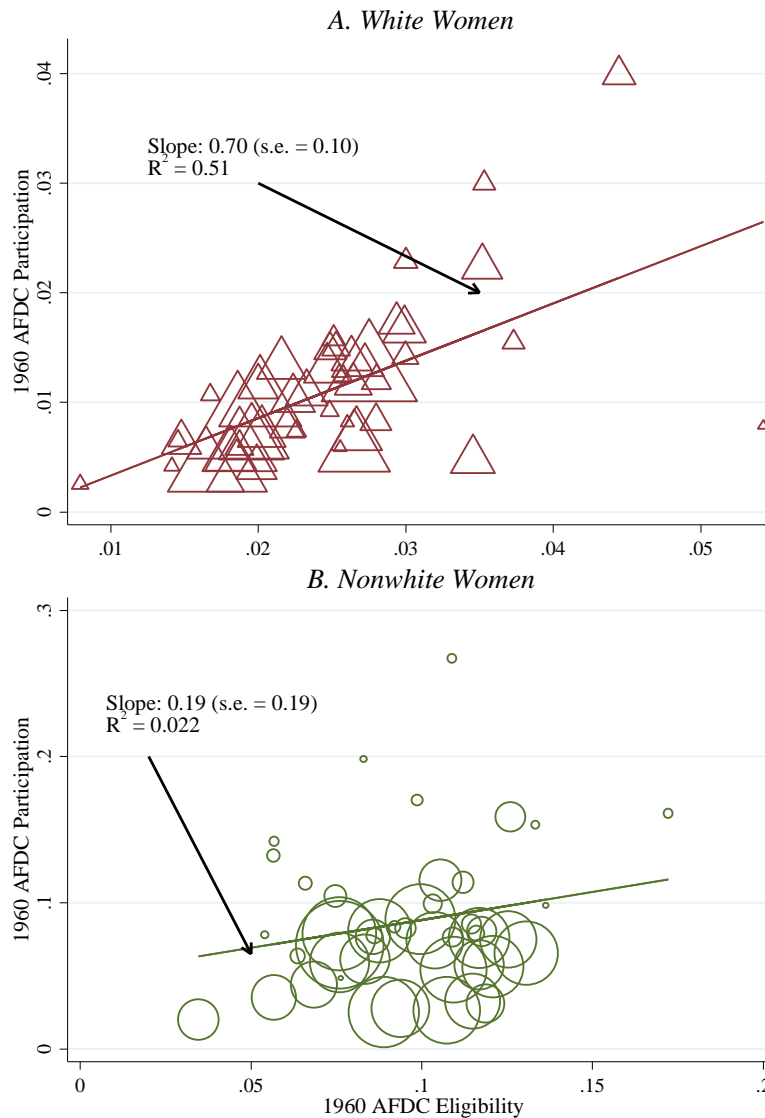 A. White Women
.04
.03
.02
.01
0
1960 AFDC Participation
Slope: 0.70 (s.e. = 0.10)
R² = 0.51
.01 .02 .03 .04 .05
B. Nonwhite Women
.3
.2
.1
0
1960 AFDC Participation
Slope: 0.19 (s.e. = 0.19)
R² = 0.022
0 .05 .1 .15 .2
1960 AFDC Eligibility